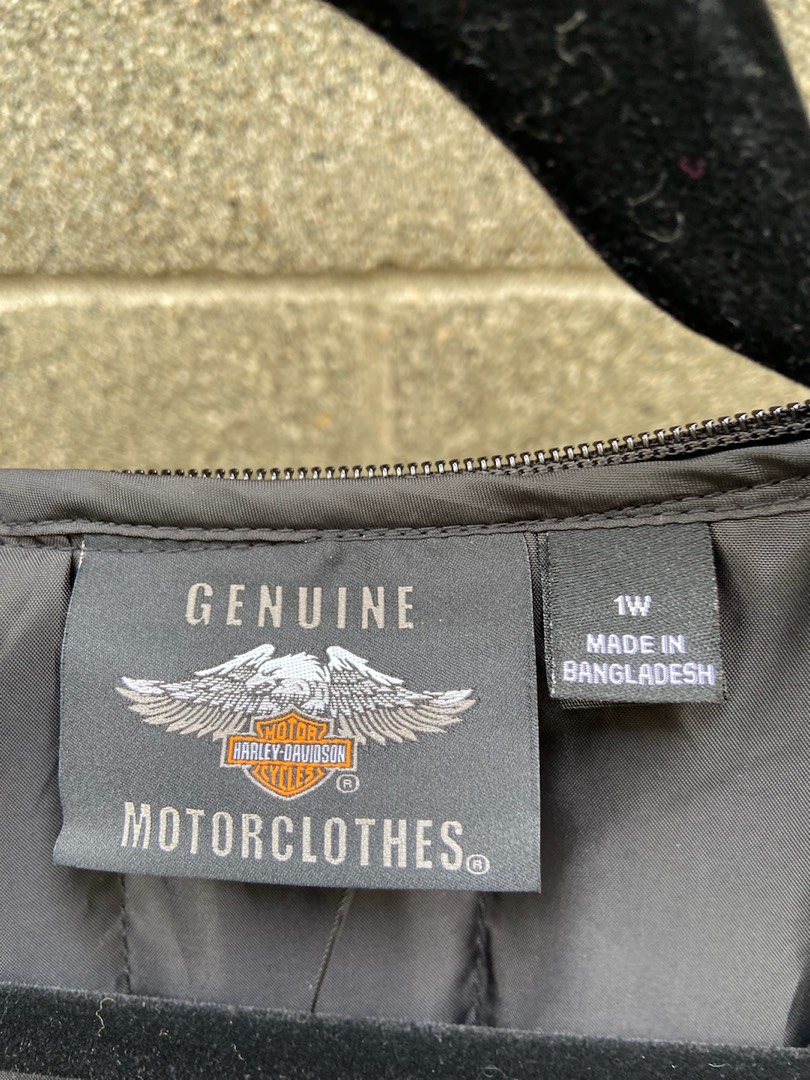 GENUINE
MOTOR
HARLEY-DAVIDSON
CYCLES
®
MOTORCLOTHES®
1W
MADE IN
BANGLADESH